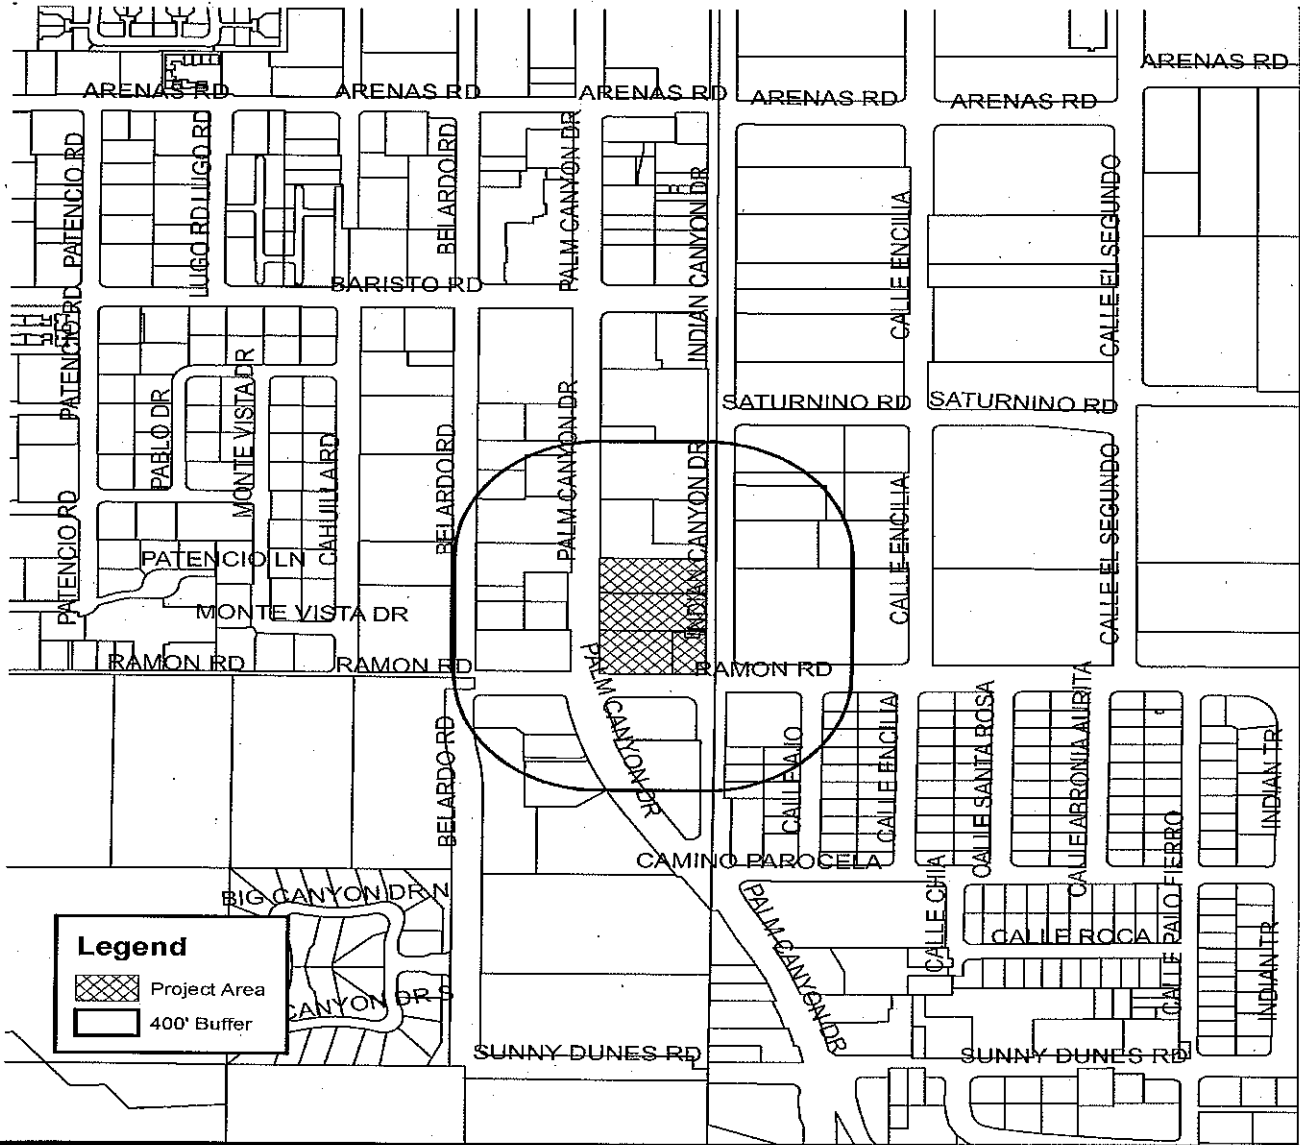 ARENAS RD
ARENAS RD
ARENAS RD
ARENAS RD
ARENAS RD
ARENAS RD
PATENCIO RD
LUGO RD
LUGO RD
BELARDO RD
PALM CANYON DR
INDIAN CANYON DR
CALLE ENCILIA
CALLE EL SEGUNDO
BARISTO RD
PATENCIO RD
PABLO DR
MONTE VISTA DR
CAHUILLA RD
BELARDO RD
PALM CANYON DR
INDIAN CANYON DR
SATURNINO RD
SATURNINO RD
CALLE ENCILIA
CALLE EL SEGUNDO
PATENCIO RD
PATENCIO LN
MONTE VISTA DR
RAMON RD
RAMON RD
RAMON RD
PALM CANYON DR
BELARDO RD
CALLE AJO
CALLE ENCILIA
CALLE SANTA ROSA
CALLE ABRONIA AURITA
INDIAN TR
CAMINO PAROCELA
CALLE PALO FIERRO
CALLE CHIA
PALM CANYON DR
CALLE ROCA
INDIAN TR
BIG CANYON DR N
CANYON DR S
SUNNY DUNES RD
SUNNY DUNES RD
Legend
Project Area
400' Buffer